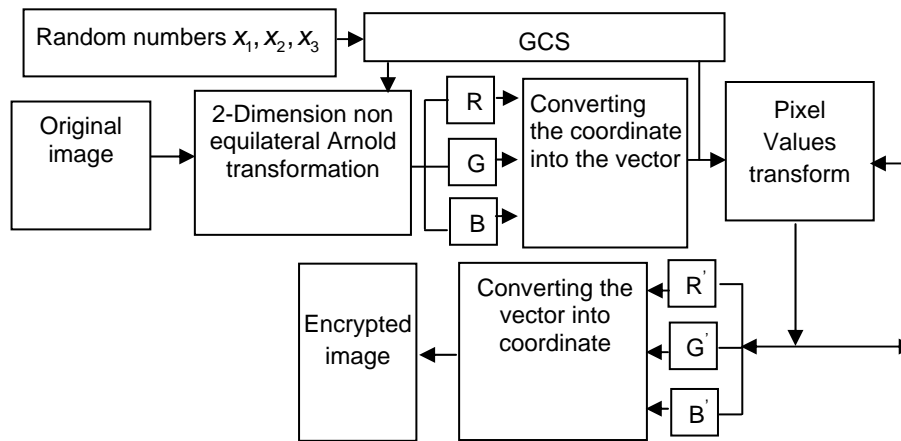 Random numbers x₁, x₂, x₃
GCS
Original
image
2-Dimension non
equilateral Arnold
transformation
R
G
B
Converting
the coordinate
into the vector
Pixel
Values
transform
Encrypted
image
Converting the
vector into
coordinate
R’
G’
B’